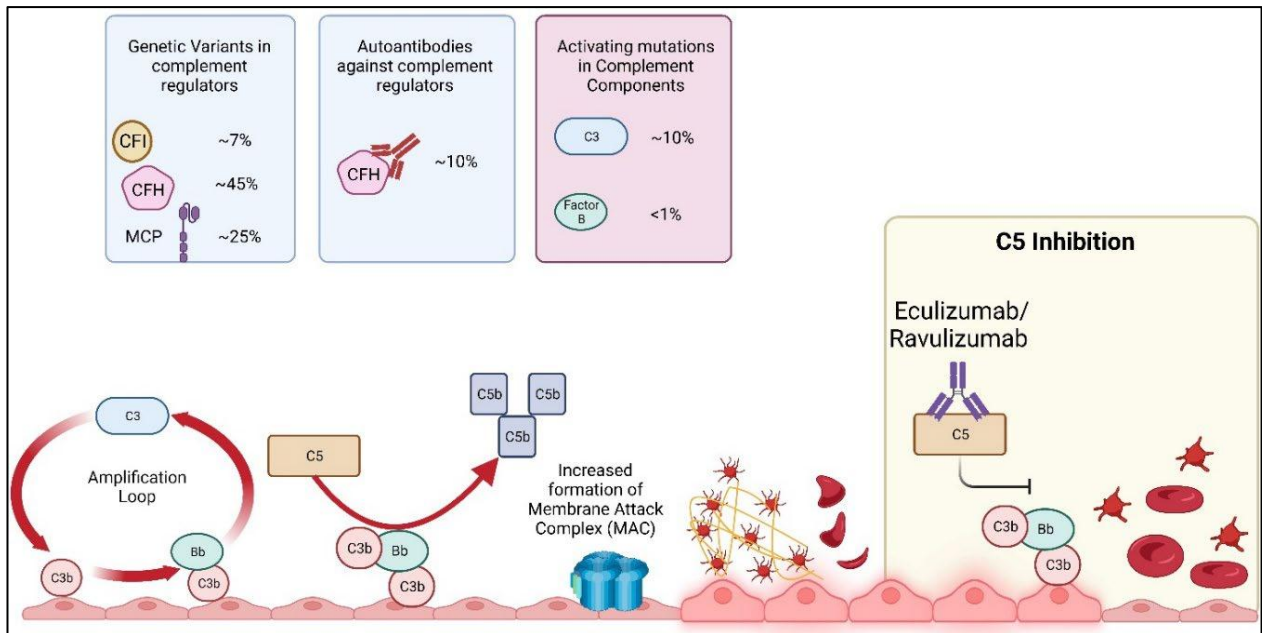 Genetic Variants in
complement
regulators
CFI
~7%
CFH
~45%
MCP
~25%
Autoantibodies
against complement
regulators
CFH
~10%
Activating mutations
in Complement
Components
C3
~10%
Factor
B
<1%
C5 Inhibition
Eculizumab/
Ravulizumab
C5
C3b
Bb
C3b
C3
Amplification
Loop
C3b
Bb
C3b
C5
C5b
C5b
C5b
C3b
Bb
C3b
Increased
formation of
Membrane Attack
Complex (MAC)